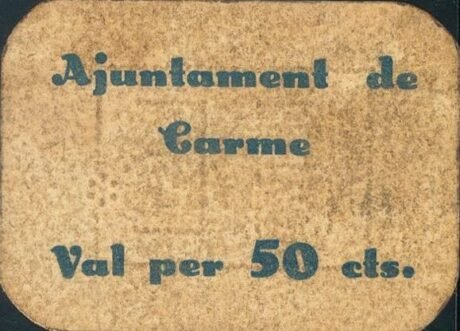 Ajuntament de
Carme
Val per 50 cts.